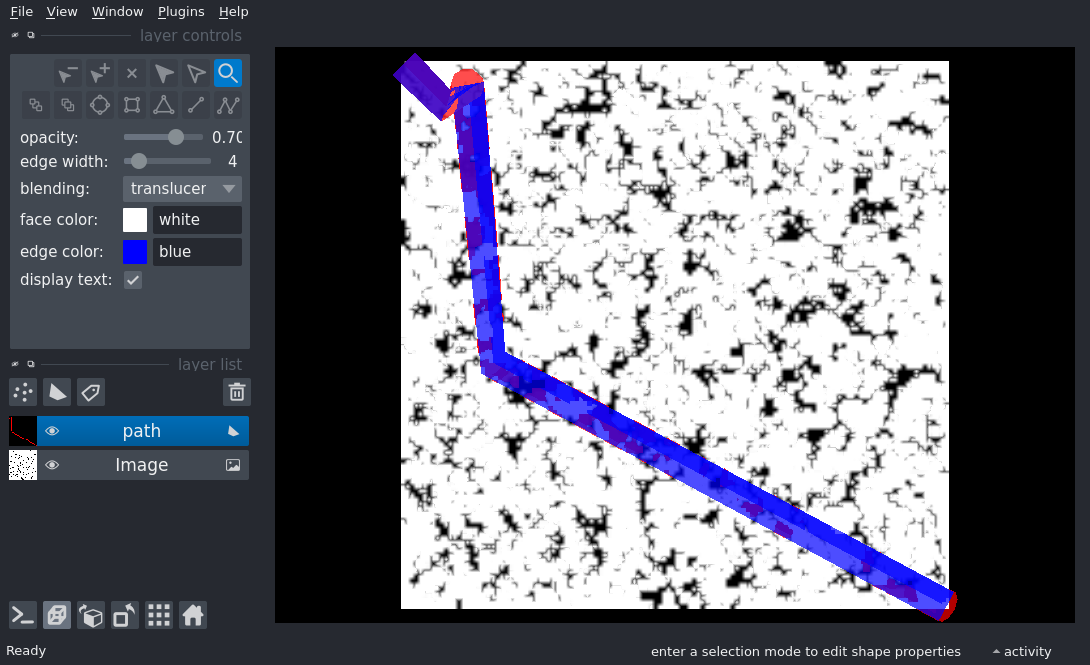 File View Window Plugins Help
layer controls
opacity: 0.70
edge width: 4
blending: translucer
face color: white
edge color: blue
display text:
layer list
path
Image
Ready
enter a selection mode to edit shape properties
activity